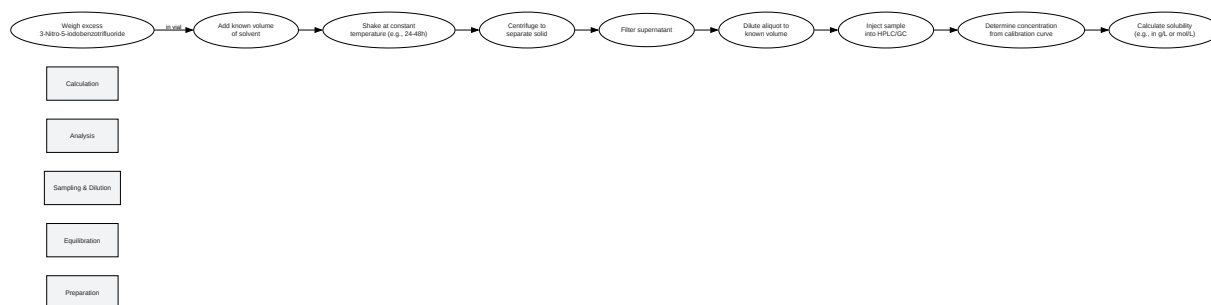 Weigh excess
3-Nitro-5-iodobenzotrifluoride
in vial
Add known volume
of solvent
Shake at constant
temperature (e.g., 24-48h)
Centrifuge to
separate solid
Filter supernatant
Dilute aliquot to
known volume
Inject sample
into HPLC/GC
Determine concentration
from calibration curve
Calculate solubility
(e.g., in g/L or mol/L)
Calculation
Analysis
Sampling & Dilution
Equilibration
Preparation